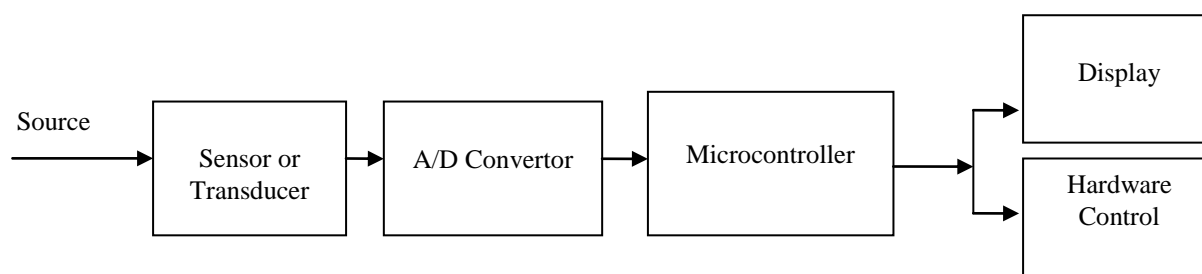 Source
Sensor or
Transducer
A/D Convertor
Microcontroller
Display
Hardware
Control